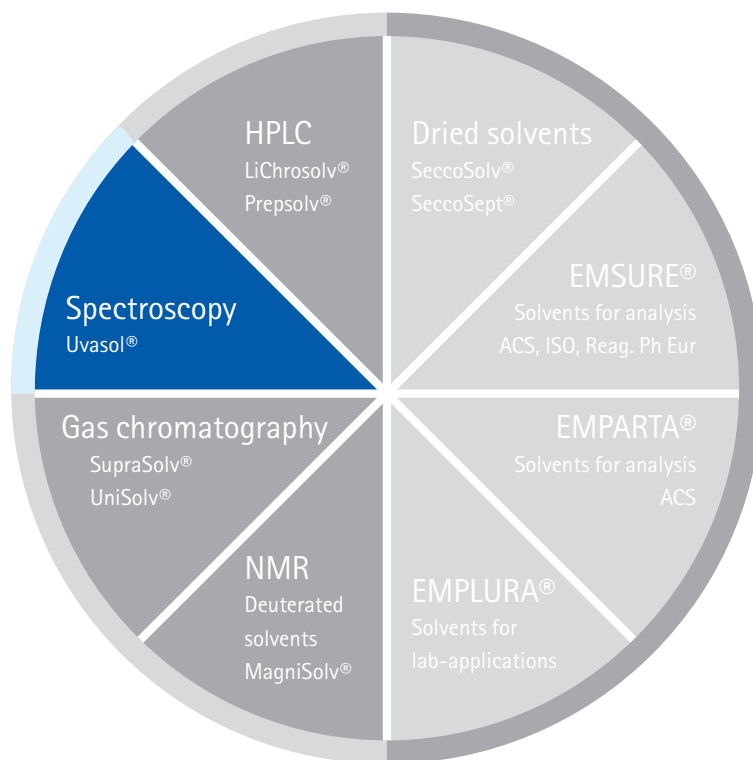 HPLC
LiChrosolv®
Prepsolv®
Dried solvents
SeccoSolv®
SeccoSept®
EMSURE®
Solvents for analysis
ACS, ISO, Reag. Ph Eur
Spectroscopy
Uvasol®
Gas chromatography
SupraSolv®
UniSolv®
EMPARTA®
Solvents for analysis
ACS
NMR
Deuterated
solvents
MagniSolv®
EMPLURA®
Solvents for
lab-applications